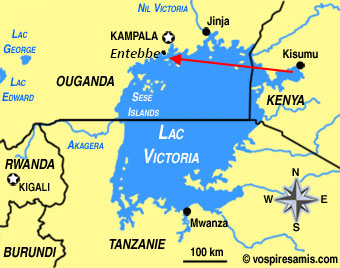 NIL VICTORIA
Jinja
KAMPALA
Entebbe
Kisumu
LAC
GEORGE
OUGANDA
LAC
EDWARD
SESE
ISLANDS
KENYA
AKAGERA
LAC
VICTORIA
RWANDA
KIGALI
N
W
E
S
Mwanza
BURUNDI
TANZANIE
100 km
© vospiresamis.com